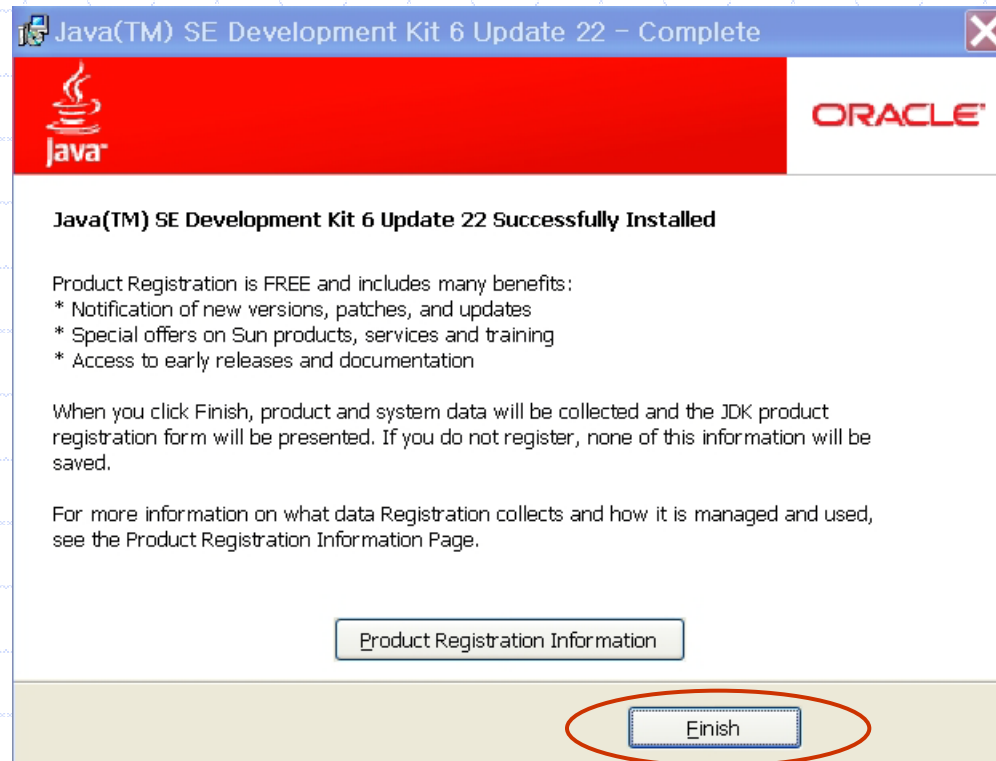 Java(TM) SE Development Kit 6 Update 22 - Complete
Java™
ORACLE®
Java(TM) SE Development Kit 6 Update 22 Successfully Installed
Product Registration is FREE and includes many benefits:
* Notification of new versions, patches, and updates
* Special offers on Sun products, services and training
* Access to early releases and documentation
When you click Finish, product and system data will be collected and the JDK product
registration form will be presented. If you do not register, none of this information will be
saved.
For more information on what data Registration collects and how it is managed and used,
see the Product Registration Information Page.
Product Registration Information
Finish